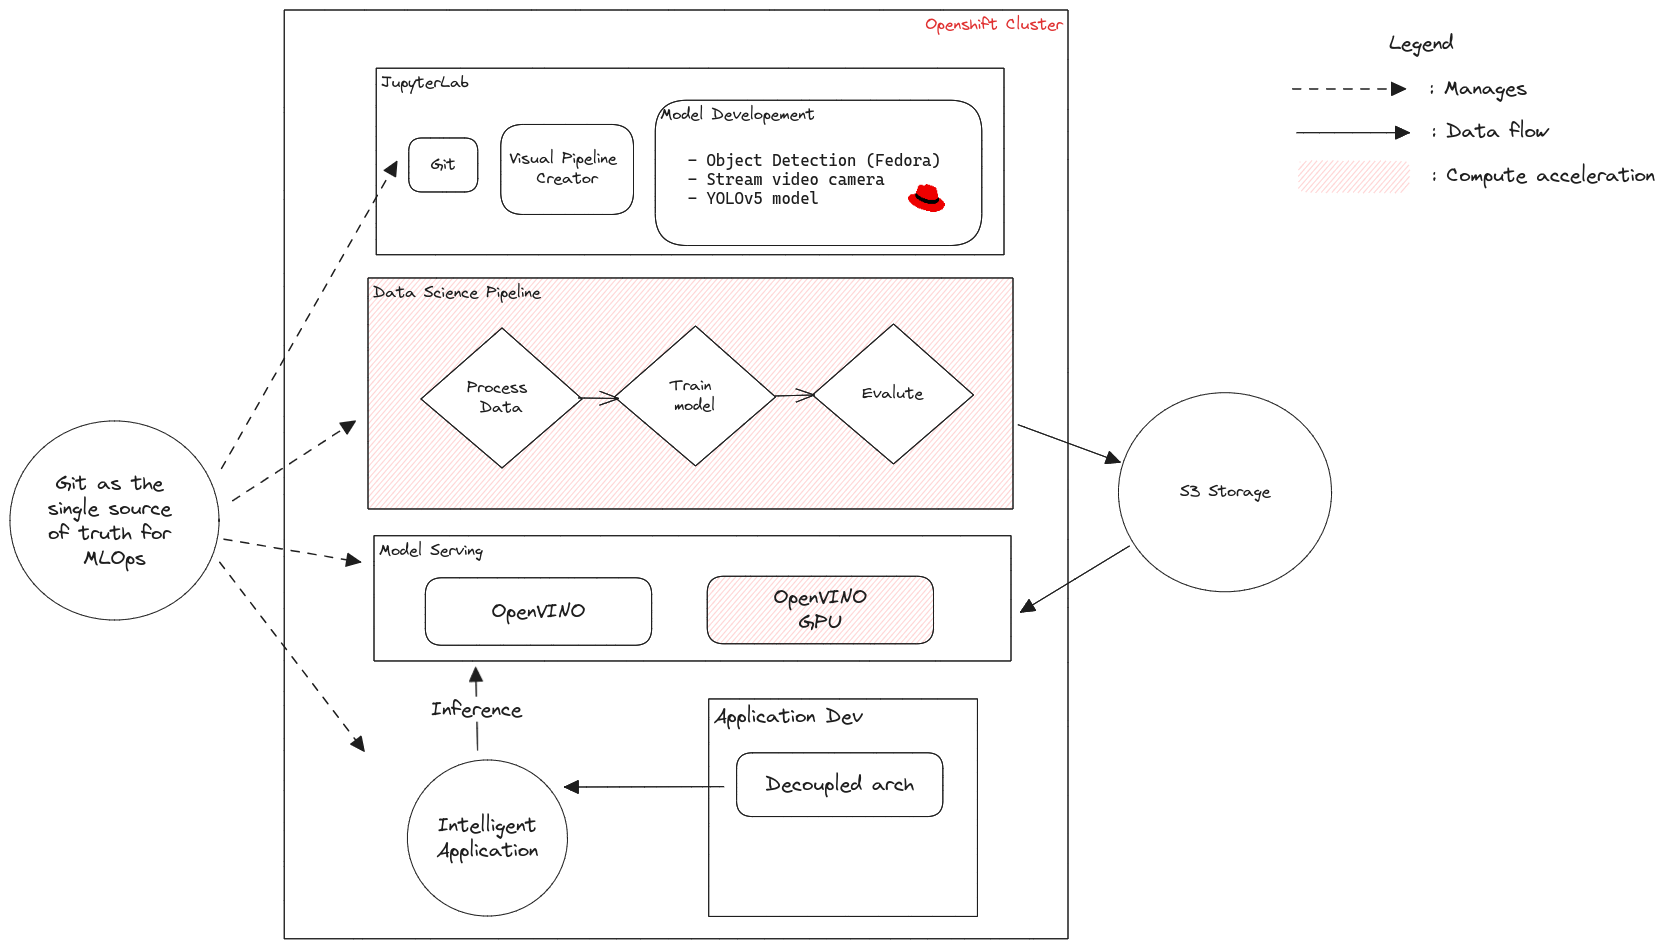 Openshift Cluster
Legend
: Manages
: Data flow
: Compute acceleration
JupyterLab
Git
Visual Pipeline
Creator
Model Developement
- Object Detection (Fedora)
- Stream video camera
- YOLOv5 model
Data Science Pipeline
Process
Data
Train
model
Evalute
Git as the
single source
of truth for
MLOps
S3 Storage
Model Serving
OpenVINO
OpenVINO
GPU
Inference
Application Dev
Decoupled arch
Intelligent
Application